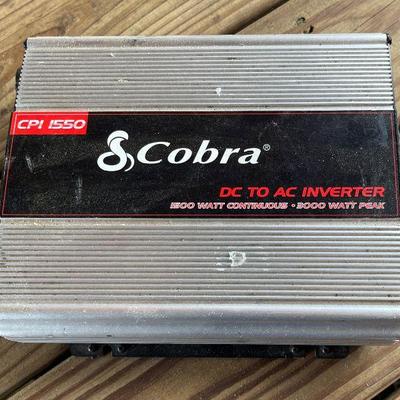 CPI 1550
Cobra®
DC TO AC INVERTER
1500 WATT CONTINUOUS • 3000 WATT PEAK